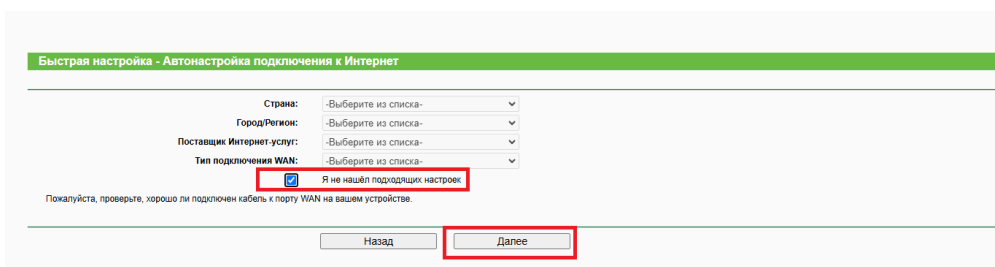 Быстрая настройка - Автонастройка подключения к Интернет
Страна: -Выберите из списка-
Город/Регион: -Выберите из списка-
Поставщик Интернет-услуг: -Выберите из списка-
Тип подключения WAN: -Выберите из списка-
Я не нашёл подходящих настроек
Пожалуйста, проверьте, хорошо ли подключен кабель к порту WAN на вашем устройстве.
Назад Далее